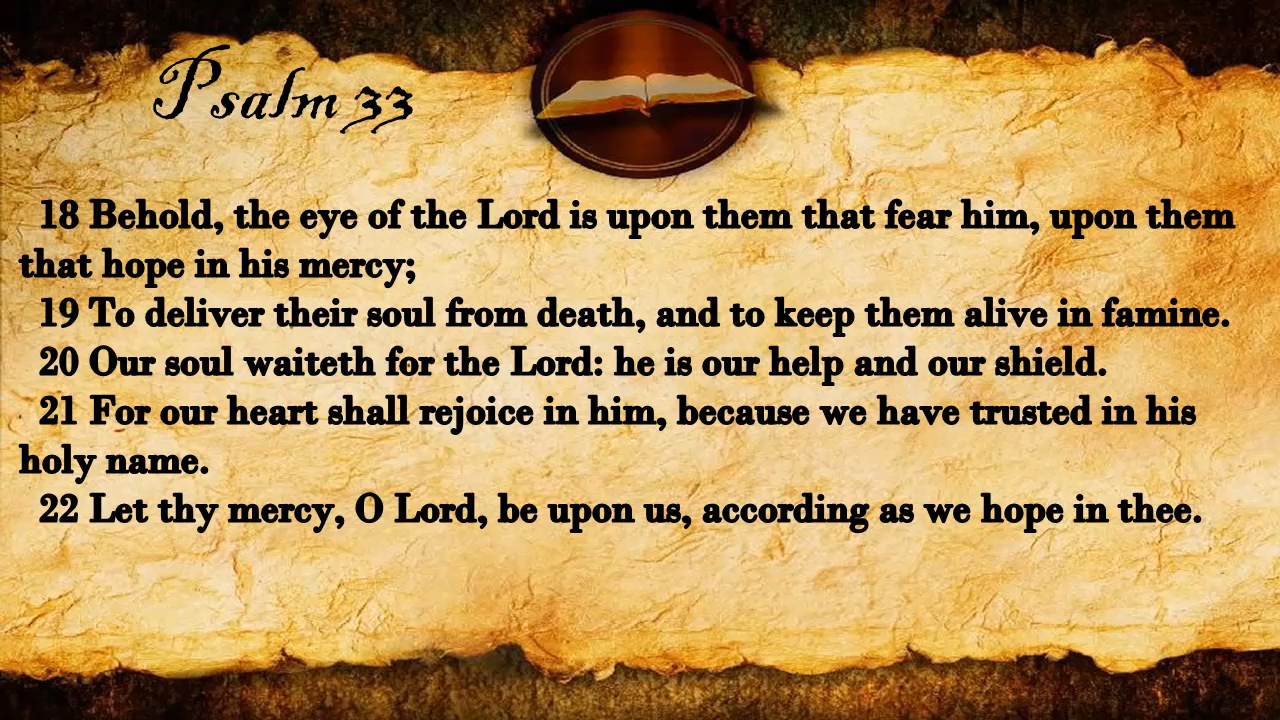 Psalm 33
18 Behold, the eye of the Lord is upon them that fear him, upon them
that hope in his mercy;
19 To deliver their soul from death, and to keep them alive in famine.
20 Our soul waiteth for the Lord: he is our help and our shield.
21 For our heart shall rejoice in him, because we have trusted in his
holy name.
22 Let thy mercy, O Lord, be upon us, according as we hope in thee.